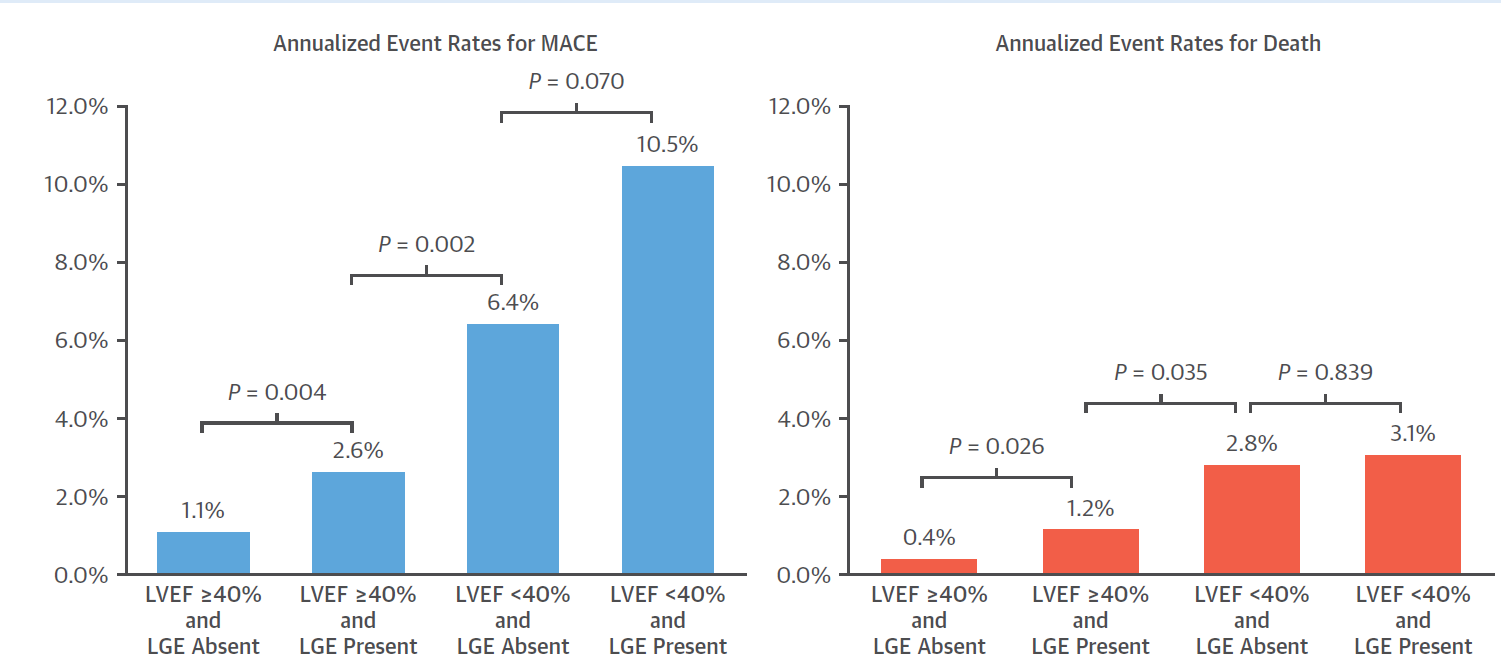 Annualized Event Rates for MACE
P = 0.070
12.0%
10.5%
10.0%
P = 0.002
8.0%
6.4%
6.0%
P = 0.004
4.0%
2.6%
2.0%
1.1%
0.0%
LVEF ≥40%
and
LGE Absent
LVEF ≥40%
and
LGE Present
LVEF <40%
and
LGE Absent
LVEF <40%
and
LGE Present
Annualized Event Rates for Death
12.0%
10.0%
8.0%
6.0%
P = 0.035
P = 0.839
4.0%
3.1%
2.8%
P = 0.026
2.0%
1.2%
0.4%
0.0%
LVEF ≥40%
and
LGE Absent
LVEF ≥40%
and
LGE Present
LVEF <40%
and
LGE Absent
LVEF <40%
and
LGE Present